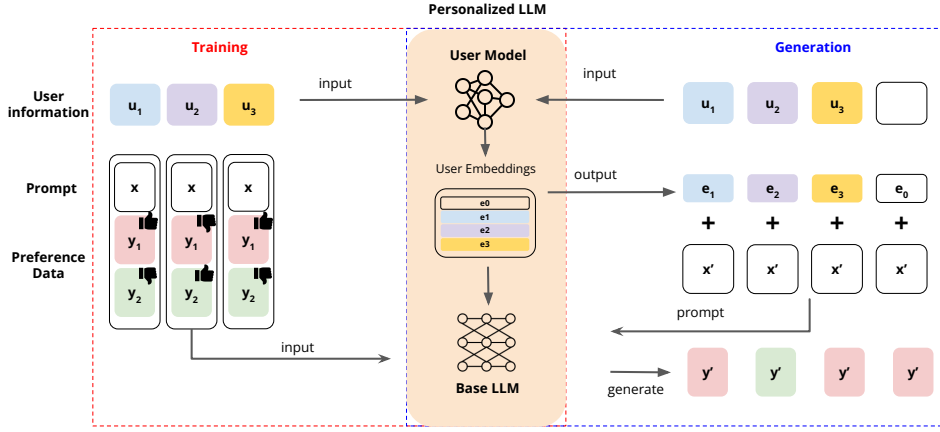 Personalized LLM
Training
User Model
Generation
User
information
u1
u2
u3
input
input
u1
u2
u3
User Embeddings
output
Prompt
x
x
x
e0
e1
e2
e3
e1
e2
e3
e0
+
+
+
+
Preference
Data
y1
y1
y1
y2
y2
y2
x’
x’
x’
x’
prompt
input
Base LLM
generate
y’
y’
y’
y’